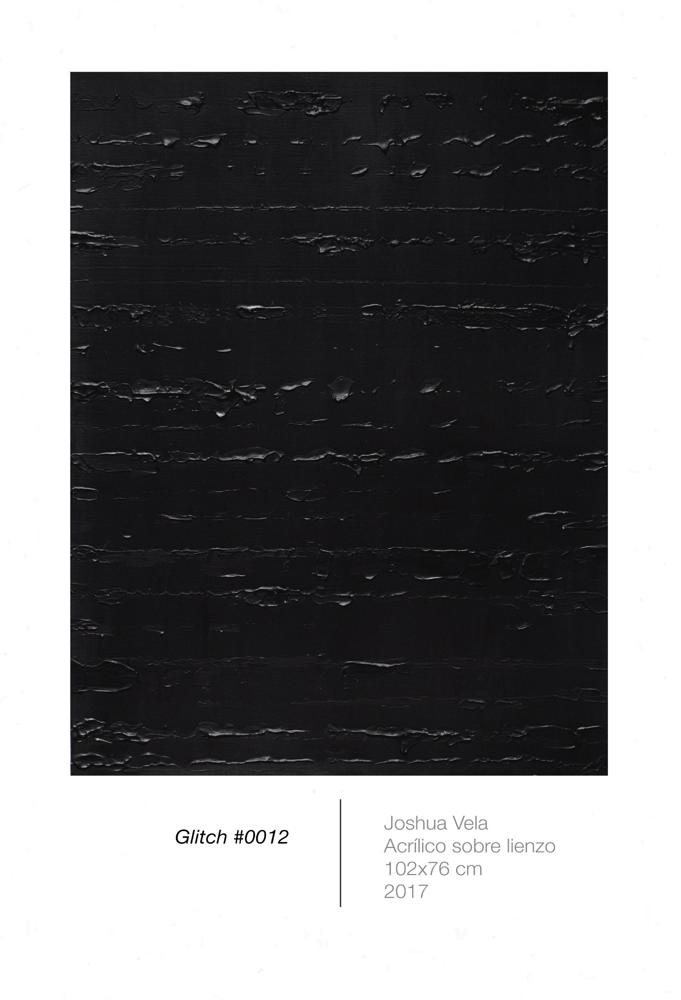 Glitch #0012
Joshua Vela
Acrílico sobre lienzo
102x76 cm
2017